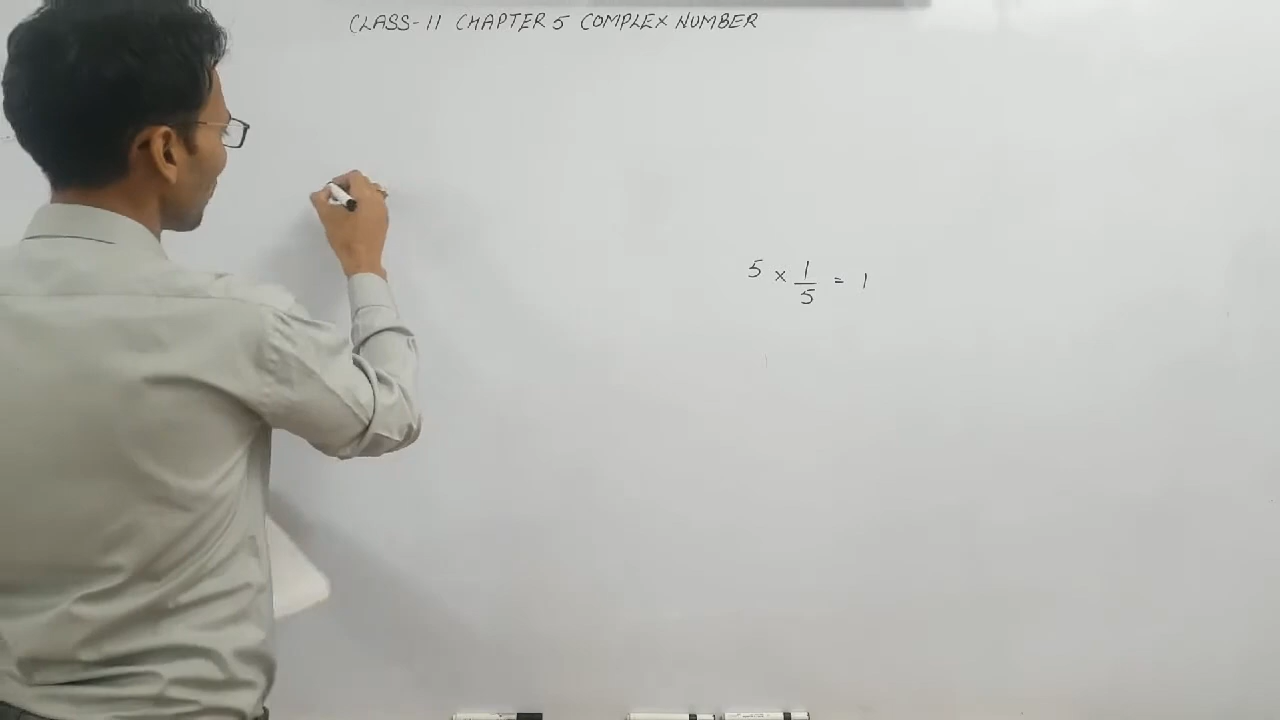 CLASS-11 CHAPTER 5 COMPLEX NUMBER
5 × 1/5 = 1